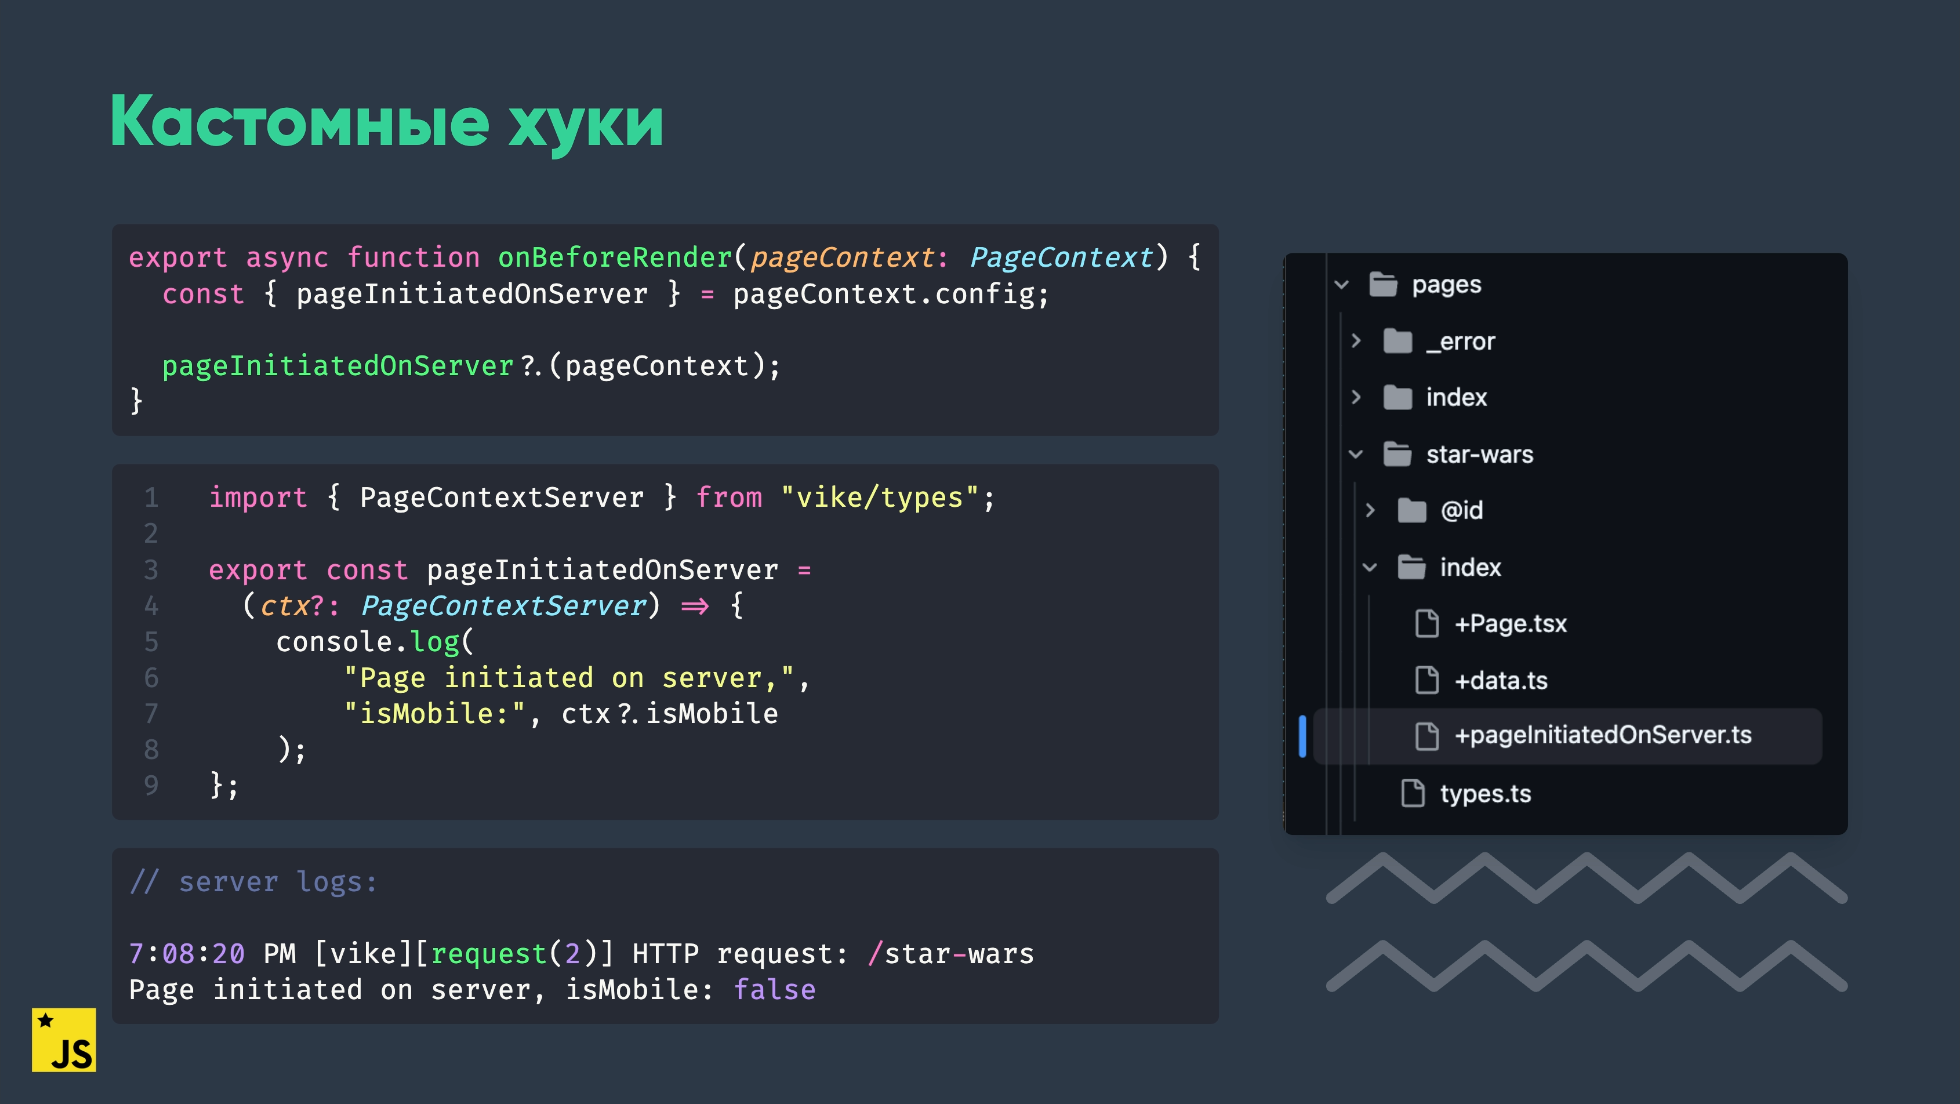 Кастомные хуки
export async function onBeforeRender(pageContext: PageContext) {
  const { pageInitiatedOnServer } = pageContext.config;

  pageInitiatedOnServer?.(pageContext);
}
1 import { PageContextServer } from "vike/types";
2
3 export const pageInitiatedOnServer =
4   (ctx?: PageContextServer) => {
5     console.log(
6         "Page initiated on server,",
7         "isMobile:", ctx?.isMobile
8     );
9 };
// server logs:

7:08:20 PM [vike][request(2)] HTTP request: /star-wars
Page initiated on server, isMobile: false
pages
_error
index
star-wars
@id
index
+Page.tsx
+data.ts
+pageInitiatedOnServer.ts
types.ts
JS